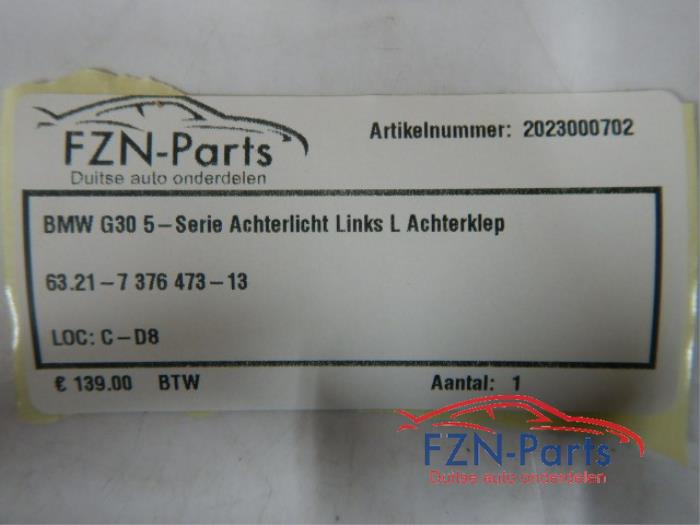 FZN-Parts
Duitse auto onderdelen
Artikelnummer: 2023000702
BMW G30 5-Serie Achterlicht Links L Achterklep
63.21-7 376 473-13
LOC: C-D8
€ 139.00 BTW
Aantal: 1
FZN-Parts
Duitse auto onderdelen